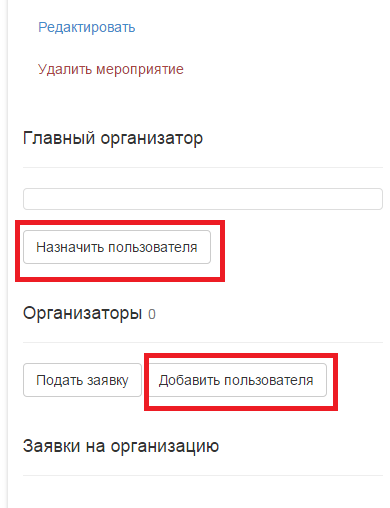 Редактировать
Удалить мероприятие
Главный организатор
Назначить пользователя
Организаторы 0
Подать заявку Добавить пользователя
Заявки на организацию